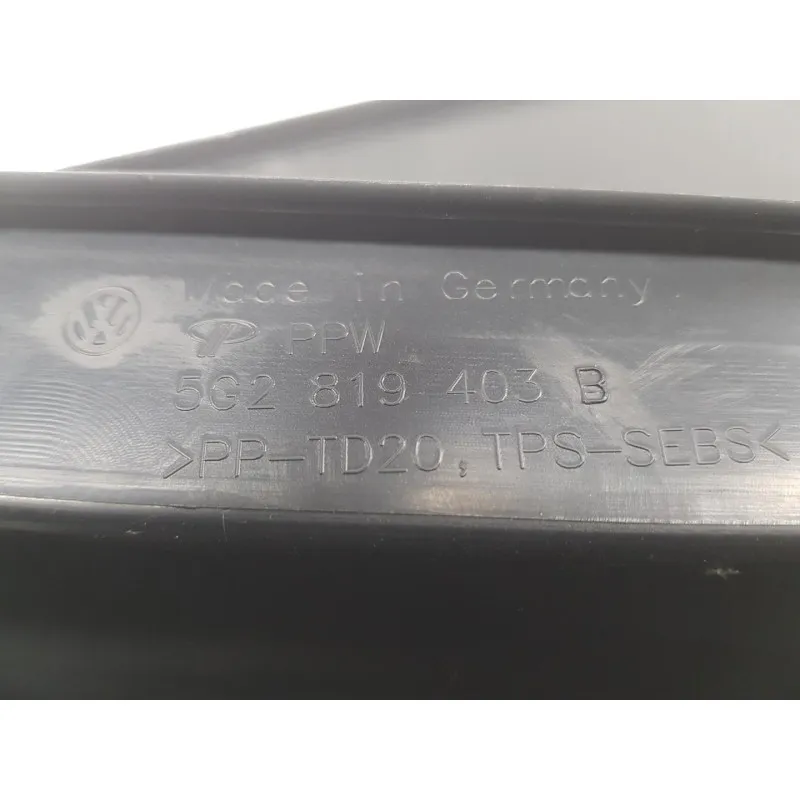 Made in Germany.
PPW
5G2 819 403 B
>PP-TD20, TPS-SEBS<